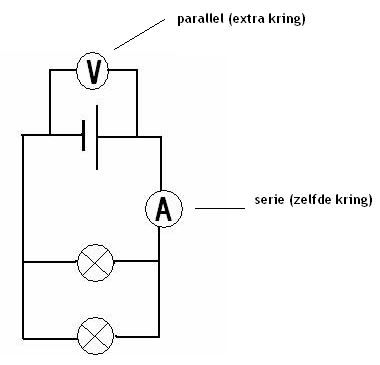 parallel (extra kring)
V
A
serie (zelfde kring)